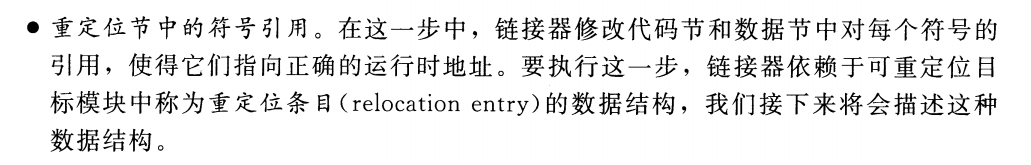 ● 重定位节中的符号引用。在这一步中，链接器修改代码节和数据节中对每个符号的
引用，使得它们指向正确的运行时地址。要执行这一步，链接器依赖于可重定位目
标模块中称为重定位条目(relocation entry)的数据结构，我们接下来将会描述这种
数据结构。